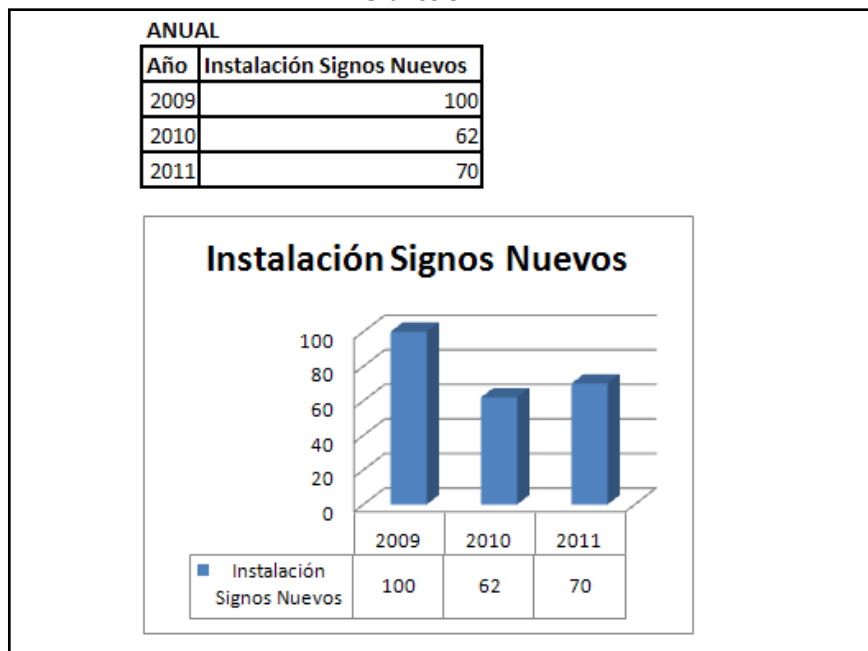 ANUAL
Año Instalación Signos Nuevos
2009 100
2010 62
2011 70
Instalación Signos Nuevos
100
80
60
40
20
0
2009 2010 2011
Instalación
Signos Nuevos
100 62 70